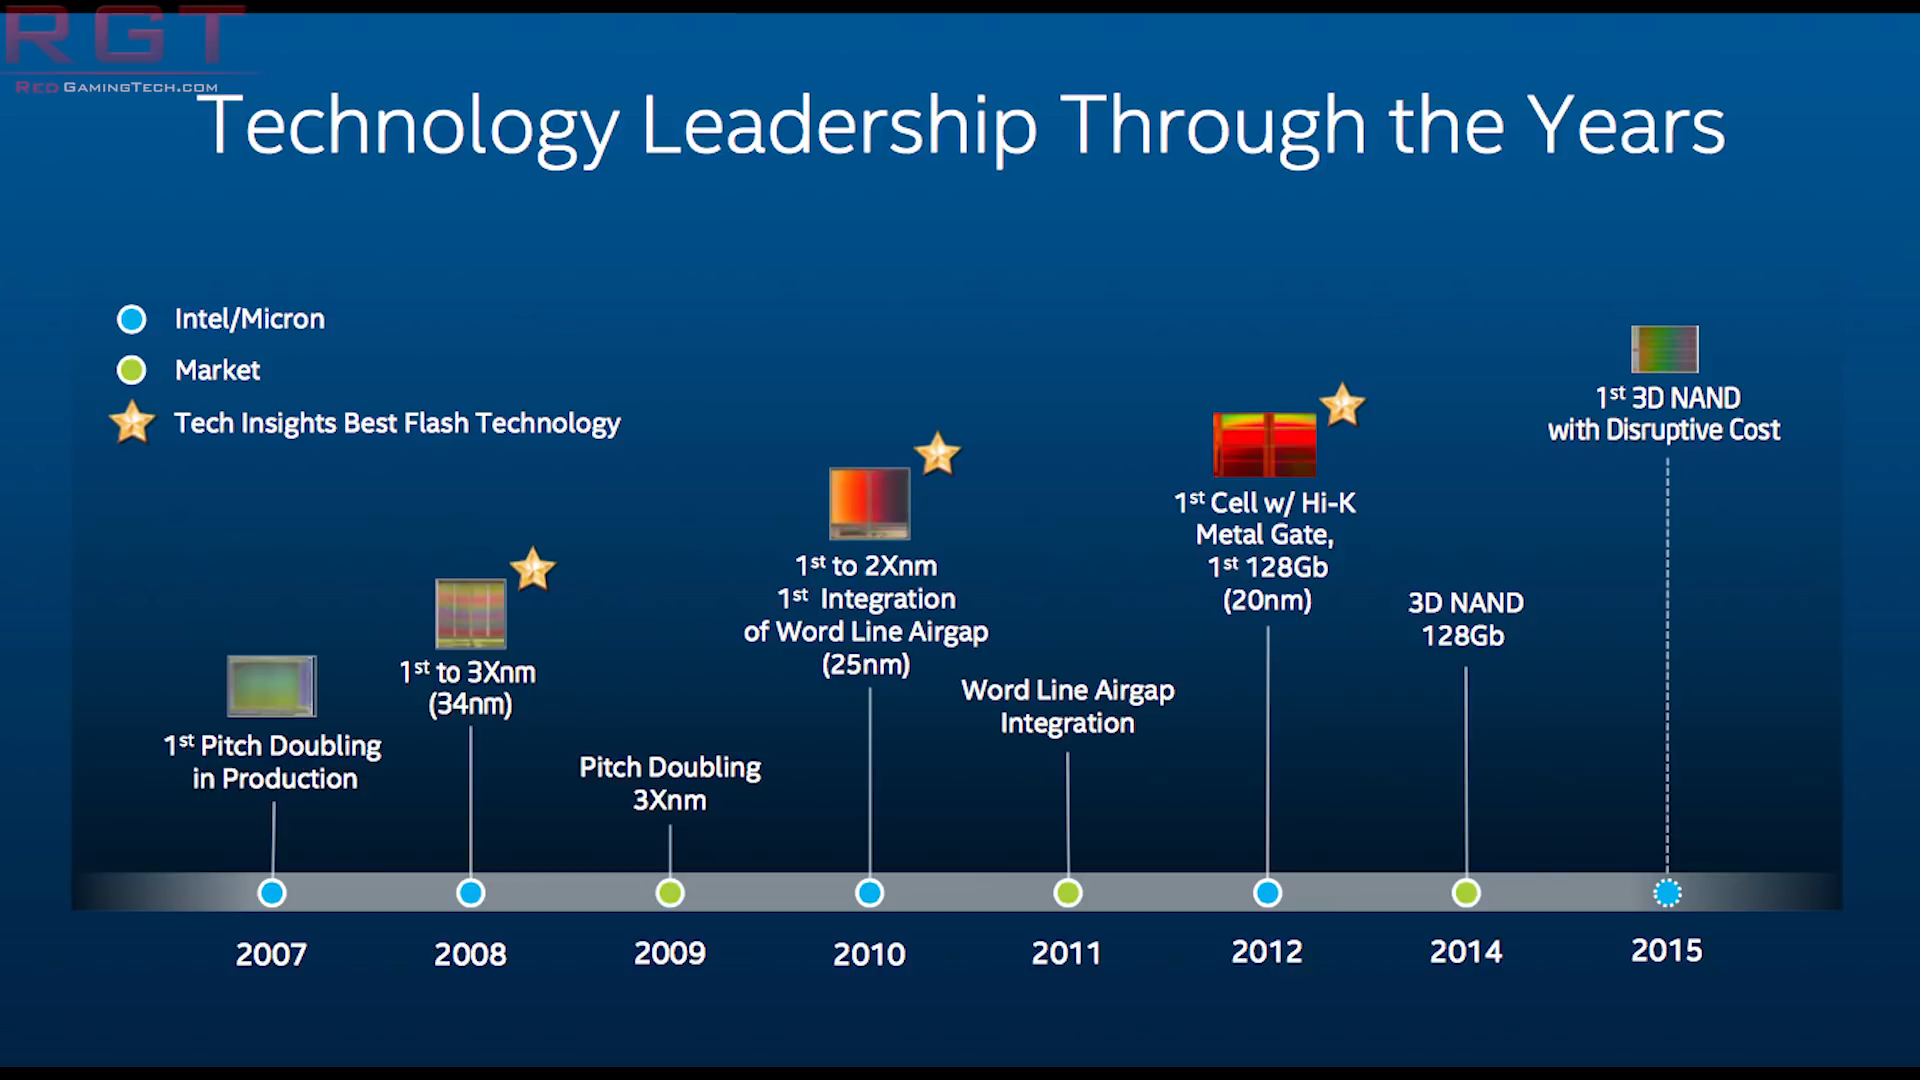 RGT
RedGamingTech.com
Technology Leadership Through the Years
Intel/Micron
Market
Tech Insights Best Flash Technology
1st Pitch Doubling
in Production
1st to 3Xnm
(34nm)
Pitch Doubling
3Xnm
1st to 2Xnm
1st Integration
of Word Line Airgap
(25nm)
Word Line Airgap
Integration
1st Cell w/ Hi-K
Metal Gate,
1st 128Gb
(20nm)
3D NAND
128Gb
1st 3D NAND
with Disruptive Cost
2007
2008
2009
2010
2011
2012
2014
2015